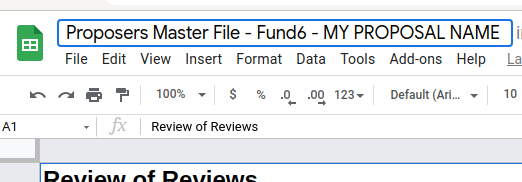 Proposers Master File - Fund6 - MY PROPOSAL NAME
File Edit View Insert Format Data Tools Add-ons Help La
100% $ % .0 .00 123 Default (Ari... 10
A1 fx Review of Reviews
Review of Reviews